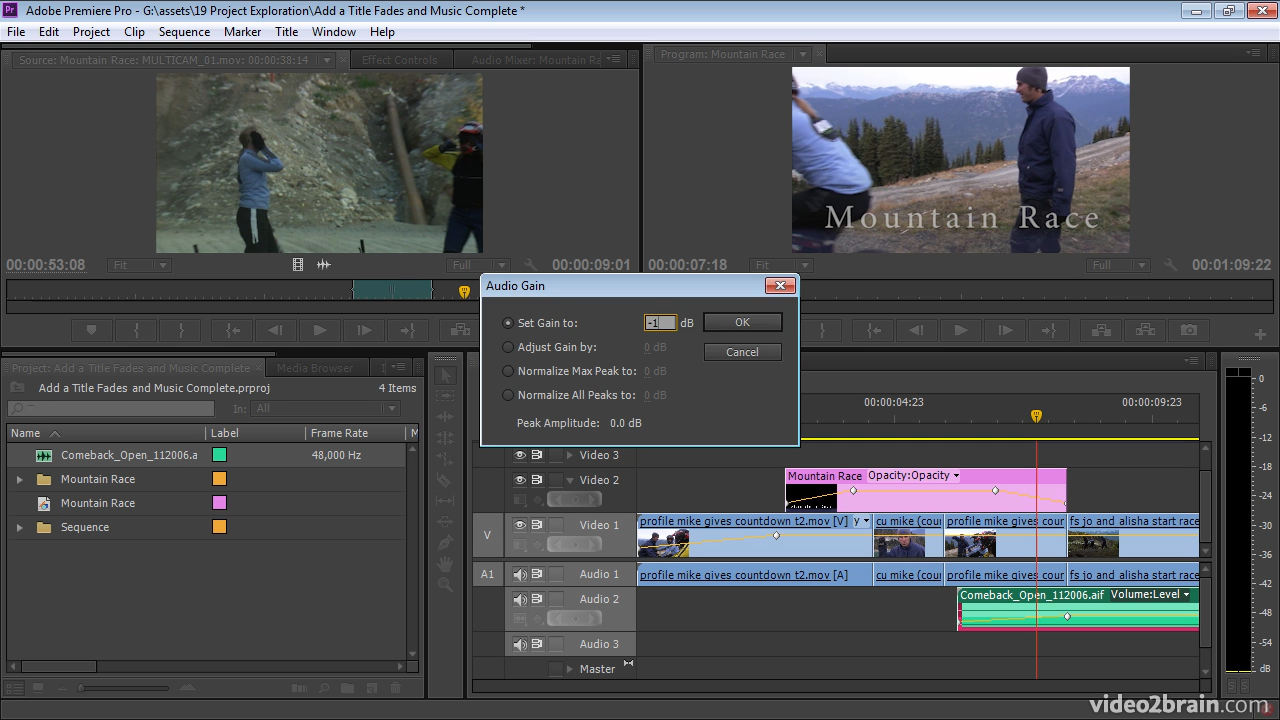 Adobe Premiere Pro - G:\assets\19 Project Exploration\Add a Title Fades and Music Complete *
File Edit Project Clip Sequence Marker Title Window Help
Source: Mountain Race: MULTICAM_01.mov: 00:00:38:14 Effect Controls Audio Mixer: Mountain Ra
Program: Mountain Race
Mountain Race
00:00:53:08 Fit Full 00:00:09:01
00:00:07:18 Fit Full 00:01:09:22
Audio Gain
Set Gain to: -1 dB OK
Adjust Gain by: 0 dB Cancel
Normalize Max Peak to: 0 dB
Normalize All Peaks to: 0 dB
Peak Amplitude: 0.0 dB
Project: Add a Title Fades and Music Complete Media Browser
Add a Title Fades and Music Complete.prproj 4 Items
In: All
Name Label Frame Rate M
Comeback_Open_112006.a 48,000 Hz
Mountain Race
Mountain Race
Sequence
00:00:04:23 00:00:09:23
Video 3
Video 2 Mountain Race Opacity:Opacity
V Video 1 profile mike gives countdown t2.mov [V] y cu mike (cou profile mike gives cour fs jo and alisha start race
A1 Audio 1 profile mike gives countdown t2.mov [A] cu mike (cou profile mike gives cour fs jo and alisha start race
Audio 2 Comeback_Open_112006.aif Volume:Level
Audio 3
Master
0
-6
-12
-18
-24
-30
-36
-42
-48
-54
dB
S S
video2brain.com